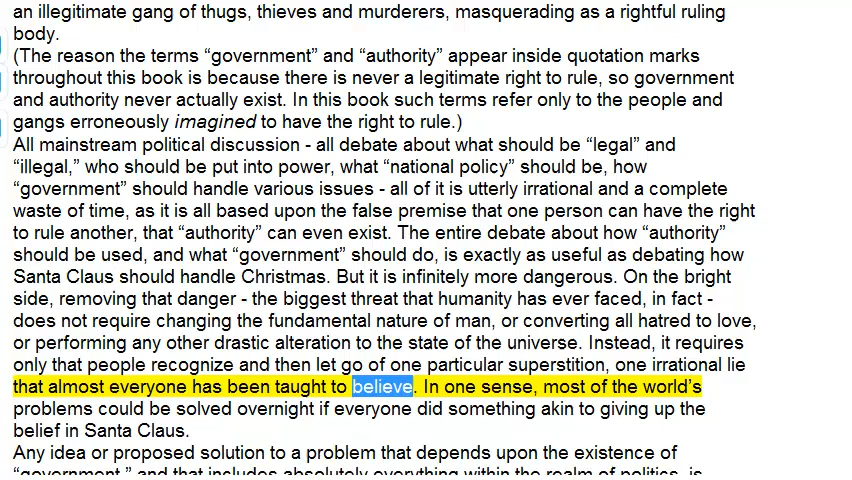 an illegitimate gang of thugs, thieves and murderers, masquerading as a rightful ruling
body.
(The reason the terms “government” and “authority” appear inside quotation marks
throughout this book is because there is never a legitimate right to rule, so government
and authority never actually exist. In this book such terms refer only to the people and
gangs erroneously imagined to have the right to rule.)
All mainstream political discussion - all debate about what should be “legal” and
“illegal,” who should be put into power, what “national policy” should be, how
“government” should handle various issues - all of it is utterly irrational and a complete
waste of time, as it is all based upon the false premise that one person can have the right
to rule another, that “authority” can even exist. The entire debate about how “authority”
should be used, and what “government” should do, is exactly as useful as debating how
Santa Claus should handle Christmas. But it is infinitely more dangerous. On the bright
side, removing that danger - the biggest threat that humanity has ever faced, in fact -
does not require changing the fundamental nature of man, or converting all hatred to love,
or performing any other drastic alteration to the state of the universe. Instead, it requires
only that people recognize and then let go of one particular superstition, one irrational lie
that almost everyone has been taught to believe. In one sense, most of the world’s
problems could be solved overnight if everyone did something akin to giving up the
belief in Santa Claus.
Any idea or proposed solution to a problem that depends upon the existence of
“government,” and that includes absolutely everything within the realm of politics, is